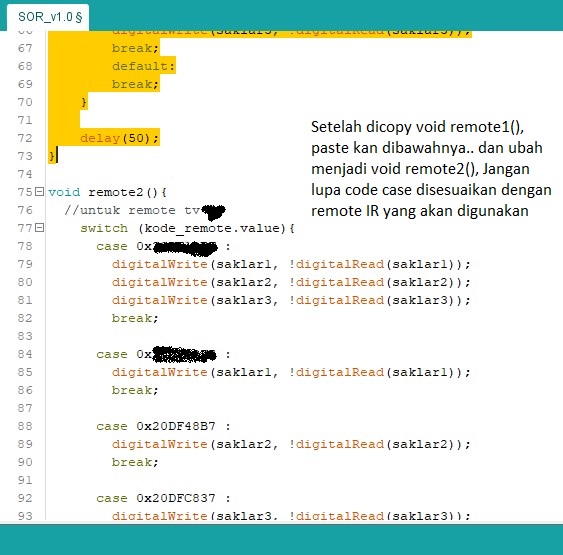 SOR_v1.0 §
66 digitalWrite(saklar3, !digitalRead(saklar3));
67 break;
68 default:
69 break;
70 }
71
72 delay(50);
73 }
74
75 void remote2(){
76 //untuk remote tv
77 switch (kode_remote.value){
78 case 0x :
79 digitalWrite(saklar1, !digitalRead(saklar1));
80 digitalWrite(saklar2, !digitalRead(saklar2));
81 digitalWrite(saklar3, !digitalRead(saklar3));
82 break;
83
84 case 0x :
85 digitalWrite(saklar1, !digitalRead(saklar1));
86 break;
87
88 case 0x20DF48B7 :
89 digitalWrite(saklar2, !digitalRead(saklar2));
90 break;
91
92 case 0x20DFC837 :
93 digitalWrite(saklar3, !digitalRead(saklar3));
Setelah dicopy void remote1(),
paste kan dibawahnya.. dan ubah
menjadi void remote2(), Jangan
lupa code case disesuaikan dengan
remote IR yang akan digunakan